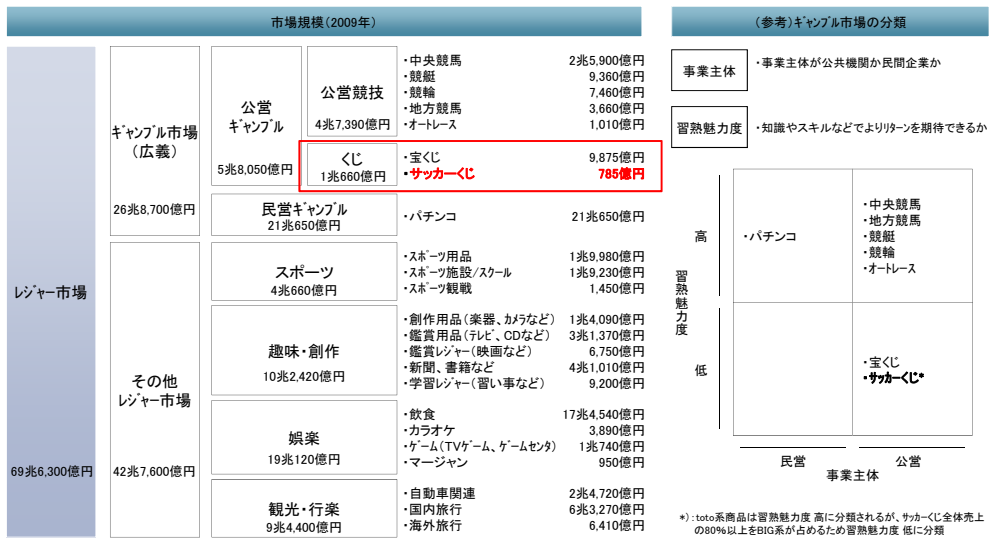 市場規模（2009年）
レジャー市場
69兆6,300億円
ギャンブル市場
（広義）
26兆8,700億円
公営
ギャンブル
5兆8,050億円
公営競技
4兆7,390億円
・中央競馬 2兆5,900億円
・競艇 9,360億円
・競輪 7,460億円
・地方競馬 3,660億円
・オートレース 1,010億円
くじ
1兆660億円
・宝くじ 9,875億円
・サッカーくじ 785億円
民営ギャンブル
21兆650億円
・パチンコ 21兆650億円
その他
レジャー市場
42兆7,600億円
スポーツ
4兆660億円
・スポーツ用品 1兆9,980億円
・スポーツ施設/スクール 1兆9,230億円
・スポーツ観戦 1,450億円
趣味・創作
10兆2,420億円
・創作用品（楽器、カメラなど） 1兆4,090億円
・鑑賞用品（テレビ、CDなど） 3兆1,370億円
・鑑賞レジャー（映画など） 6,750億円
・新聞、書籍など 4兆1,010億円
・学習レジャー（習い事など） 9,200億円
娯楽
19兆120億円
・飲食 17兆4,540億円
・カラオケ 3,890億円
・ゲーム（TVゲーム、ゲームセンタ） 1兆740億円
・マージャン 950億円
観光・行楽
9兆4,400億円
・自動車関連 2兆4,720億円
・国内旅行 6兆3,270億円
・海外旅行 6,410億円
（参考）ギャンブル市場の分類
事業主体 ・事業主体が公共機関か民間企業か
習熟魅力度 ・知識やスキルなどでよりリターンを期待できるか
習熟魅力度
高
・パチンコ
・中央競馬
・地方競馬
・競艇
・競輪
・オートレース
低
・宝くじ
・サッカーくじ*
民営 公営
事業主体
*）：toto系商品は習熟魅力度 高に分類されるが、サッカーくじ全体売上
の80%以上をBIG系が占めるため習熟魅力度 低に分類